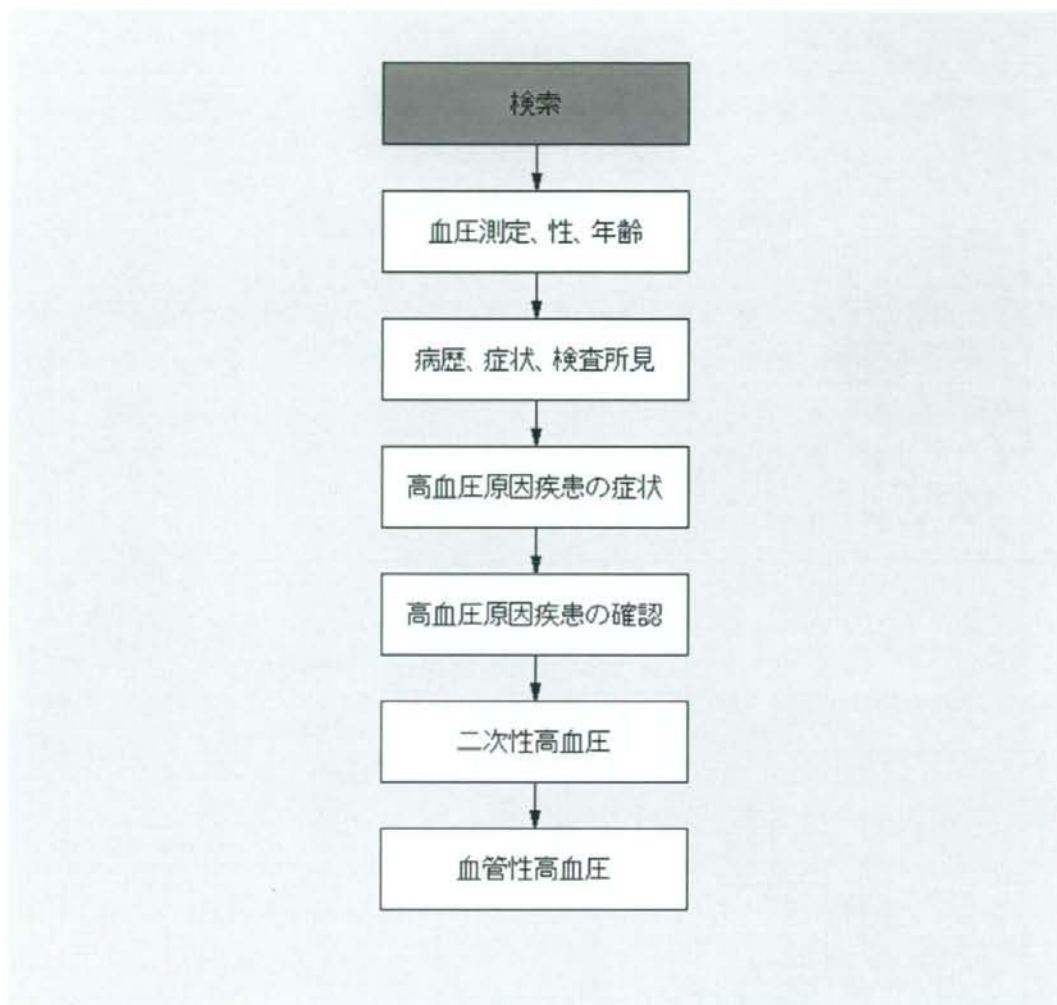 検索
血圧測定、性、年齢
病歴、症状、検査所見
高血圧原因疾患の症状
高血圧原因疾患の確認
二次性高血圧
血管性高血圧